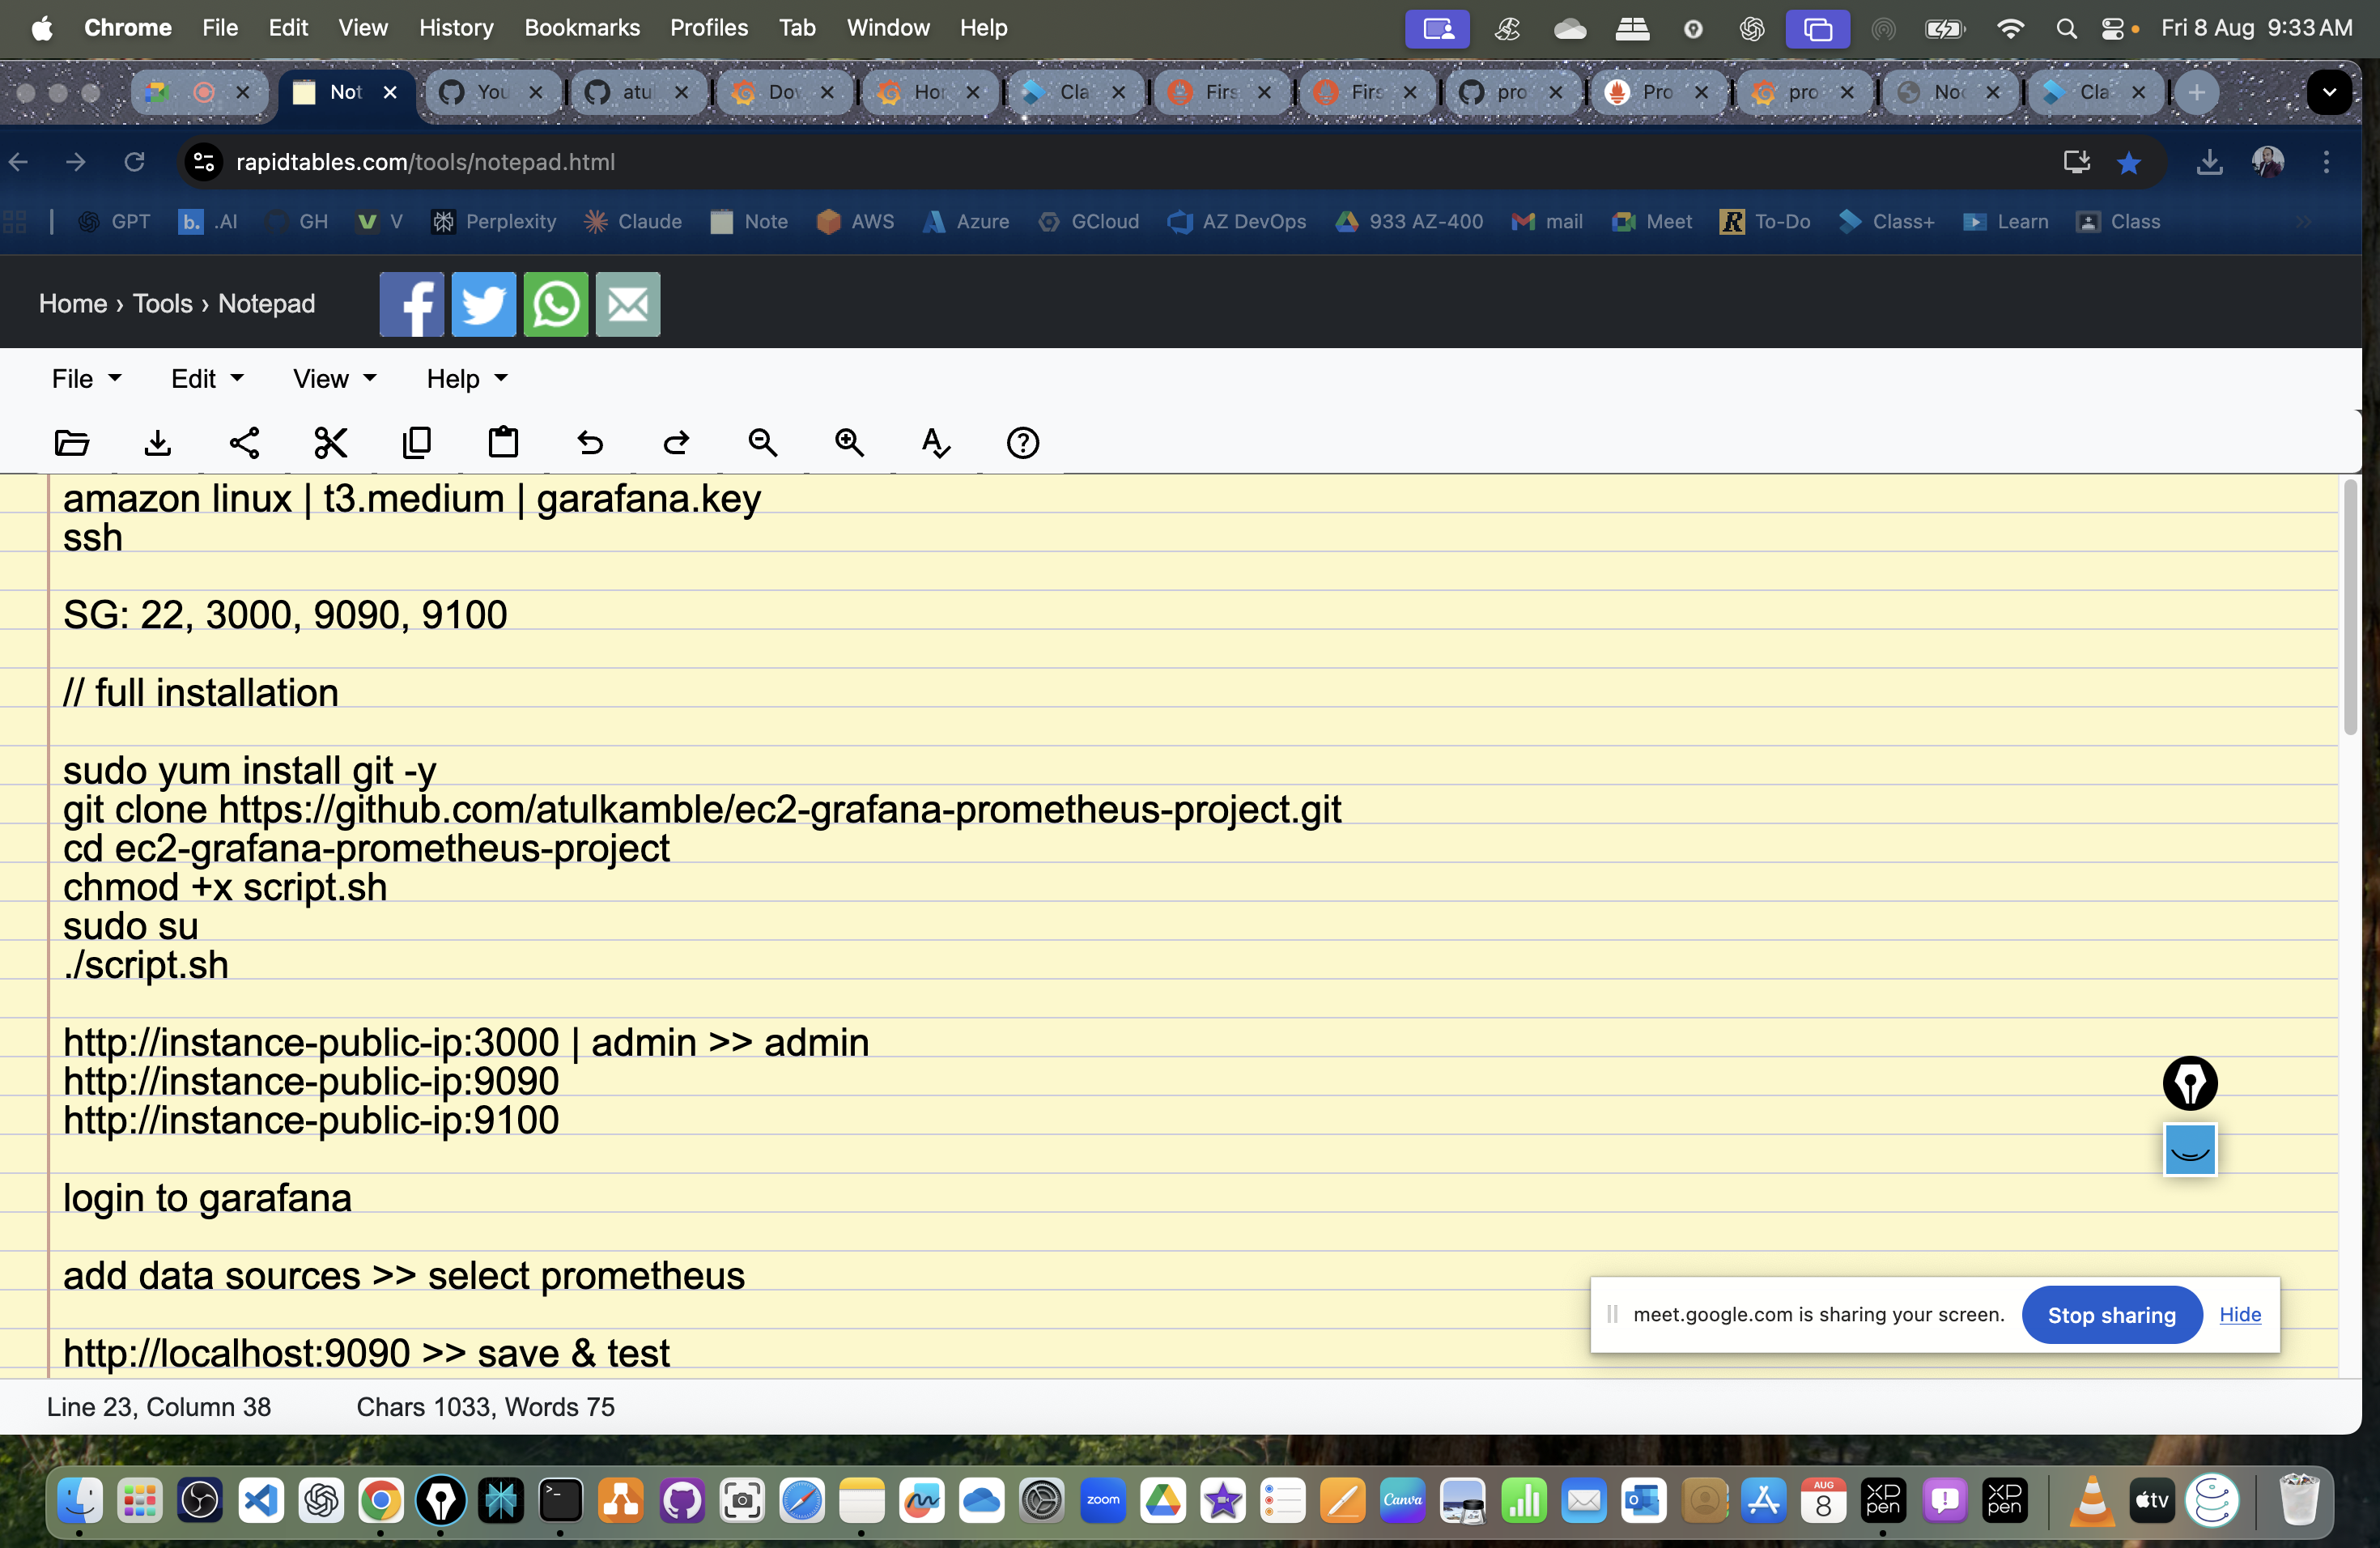 Chrome File Edit View History Bookmarks Profiles Tab Window Help Fri 8 Aug 9:33 AM
Not You atul Do Hor Cla Firs Firs pro Pro pro No Cla
rapidtables.com/tools/notepad.html
GPT b. .AI GH V V Perplexity Claude Note AWS Azure GCloud AZ DevOps 933 AZ-400 mail Meet R To-Do Class+ Learn Class
Home › Tools › Notepad
File Edit View Help
amazon linux | t3.medium | garafana.key
ssh
SG: 22, 3000, 9090, 9100
// full installation
sudo yum install git -y
git clone https://github.com/atulkamble/ec2-grafana-prometheus-project.git
cd ec2-grafana-prometheus-project
chmod +x script.sh
sudo su
./script.sh
http://instance-public-ip:3000 | admin >> admin
http://instance-public-ip:9090
http://instance-public-ip:9100
login to garafana
add data sources >> select prometheus
http://localhost:9090 >> save & test
meet.google.com is sharing your screen. Stop sharing Hide
Line 23, Column 38 Chars 1033, Words 75
zoom Canva AUG 8 XP pen XP pen tv